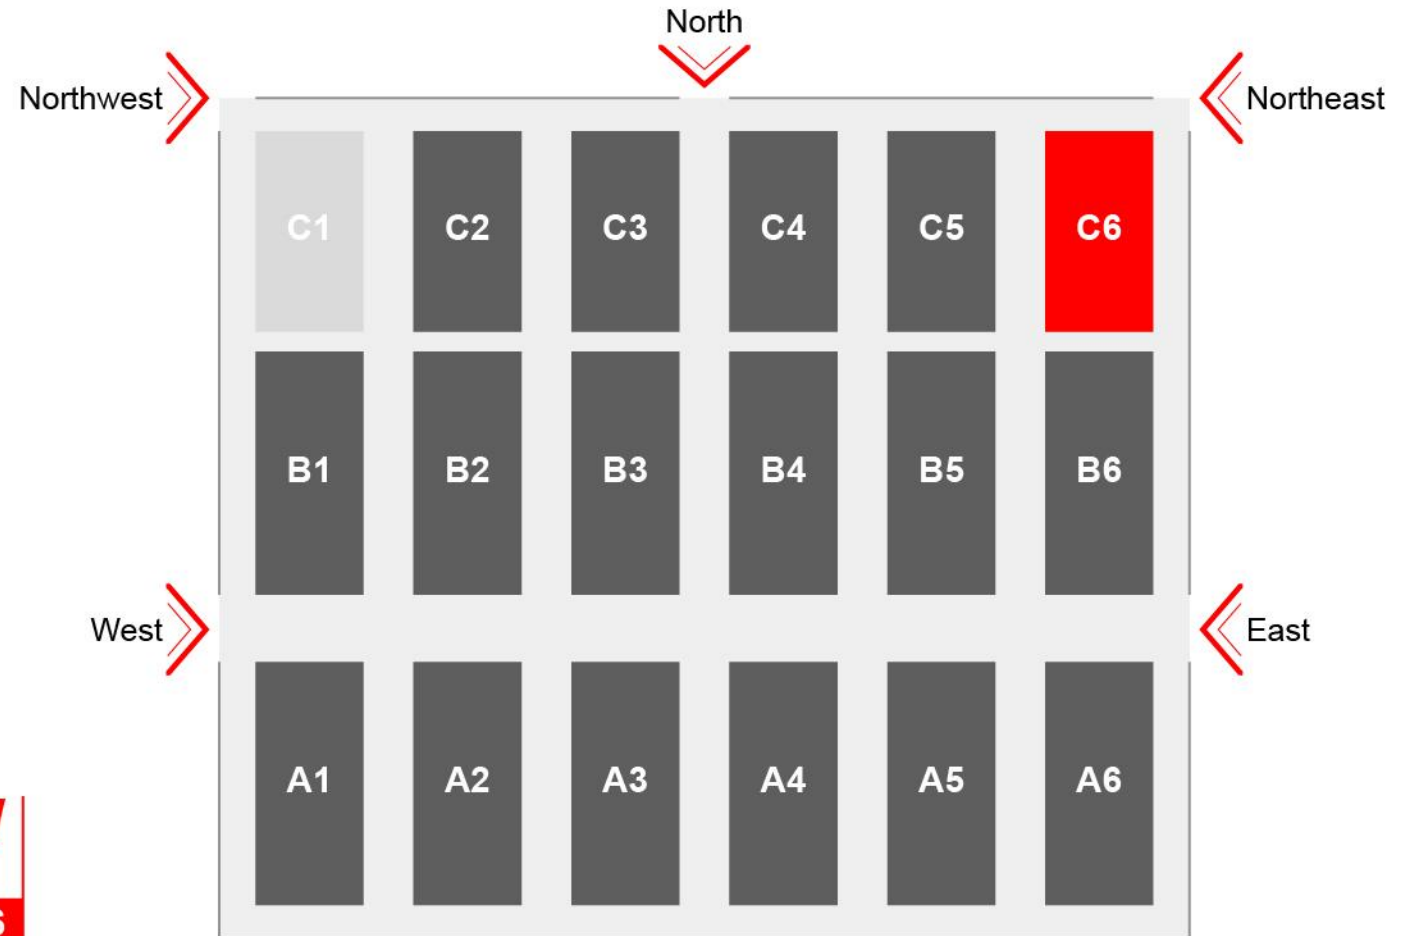 North
Northwest
Northeast
C1 C2 C3 C4 C5 C6
B1 B2 B3 B4 B5 B6
West
East
A1 A2 A3 A4 A5 A6